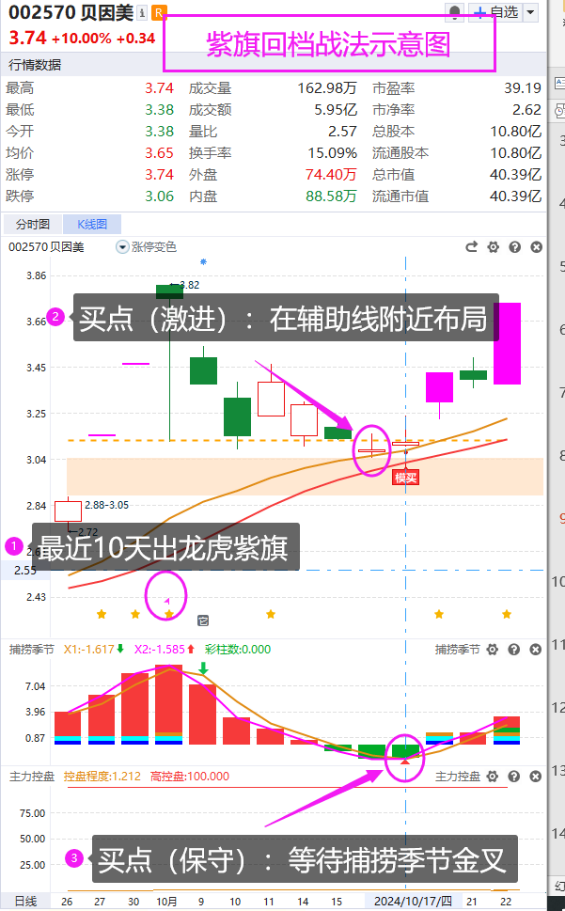 002570 贝因美 R 自选
3.74 +10.00% +0.34
紫旗回档战法示意图
行情数据
最高 3.74 成交量 162.98万 市盈率 39.19
最低 3.38 成交额 5.95亿 市净率 2.62
今开 3.38 量比 2.57 总股本 10.80亿
均价 3.65 换手率 15.09% 流通股本 10.80亿
涨停 3.74 外盘 74.40万 总市值 40.39亿
跌停 3.06 内盘 88.58万 流通市值 40.39亿
分时图 K线图
002570 贝因美 涨停变色
3.86
3.82
3.66
2 买点（激进）：在辅助线附近布局
3.45
3.25
3.04
模买
2.84
2.88-3.05
2.72
1 最近10天出龙虎紫旗
2.55
2.43
捕捞季节 X1:-1.617 X2:-1.585 彩柱数:0.000 捕捞季节
7.04
3.96
0.87
主力控盘 控盘程度:1.212 高控盘:100.000 主力控盘
75.00
50.00
25.00
3 买点（保守）：等待捕捞季节金叉
日线 26 27 30 10月 9 10 11 14 15 2024/10/17/四 21 22